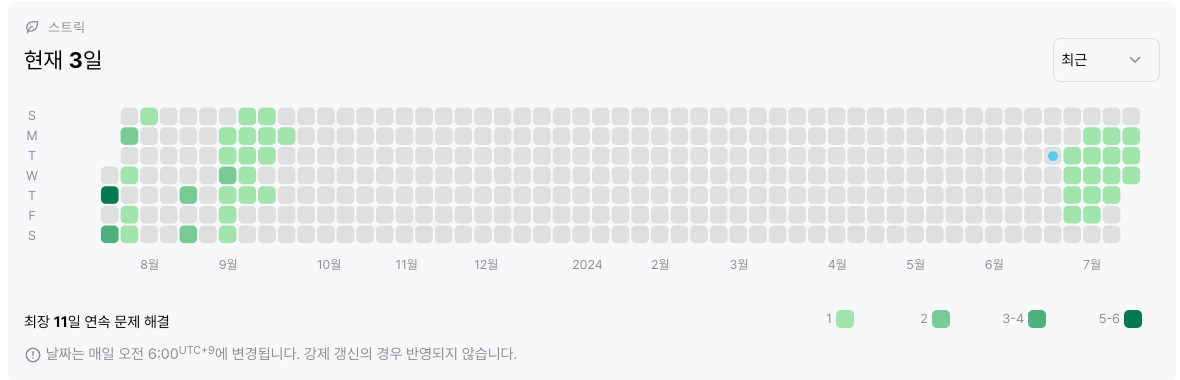 스트릭
현재 3일
최근
S
M
T
W
T
F
S
8월 9월 10월 11월 12월 2024 2월 3월 4월 5월 6월 7월
최장 11일 연속 문제 해결
1 2 3-4 5-6
날짜는 매일 오전 6:00UTC+9에 변경됩니다. 강제 갱신의 경우 반영되지 않습니다.